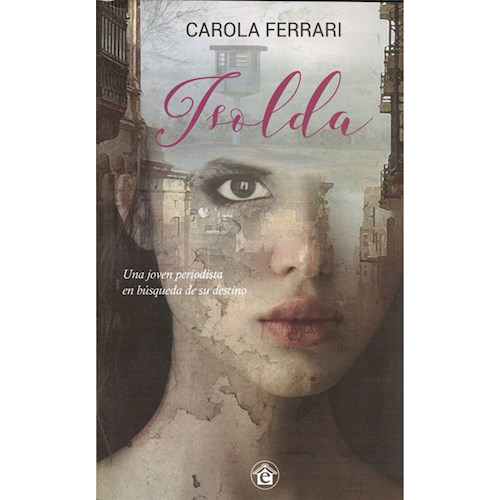 CAROLA FERRARI
Isolda
Una joven periodista
en búsqueda de su destino
e